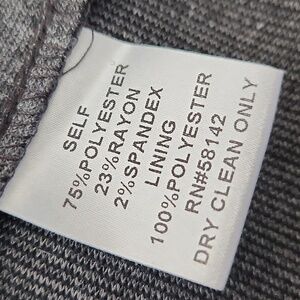 SELF
75%POLYESTER
23%RAYON
2%SPANDEX
LINING
100%POLYESTER
RN#58142
DRY CLEAN ONLY